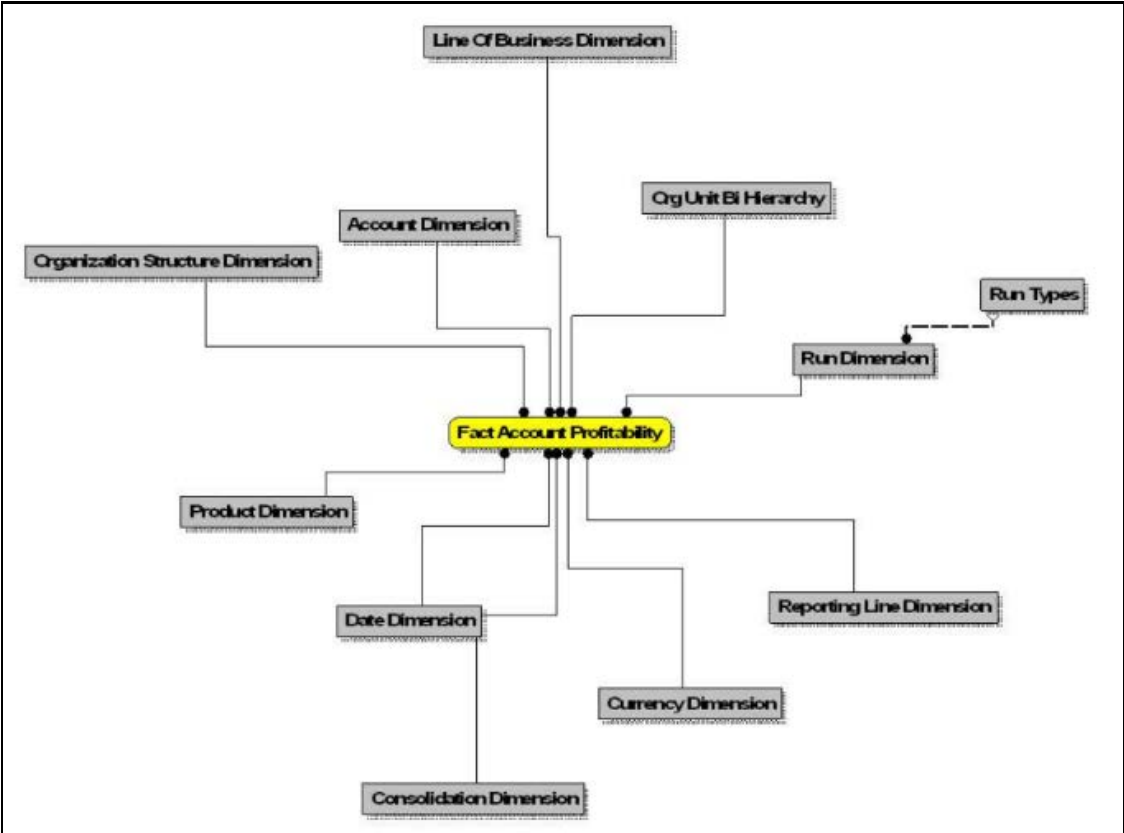 Line Of Business Dimension
Org Unit Bi Hierarchy
Account Dimension
Organization Structure Dimension
Run Types
Run Dimension
Fact Account Profitability
Product Dimension
Reporting Line Dimension
Date Dimension
Currency Dimension
Consolidation Dimension